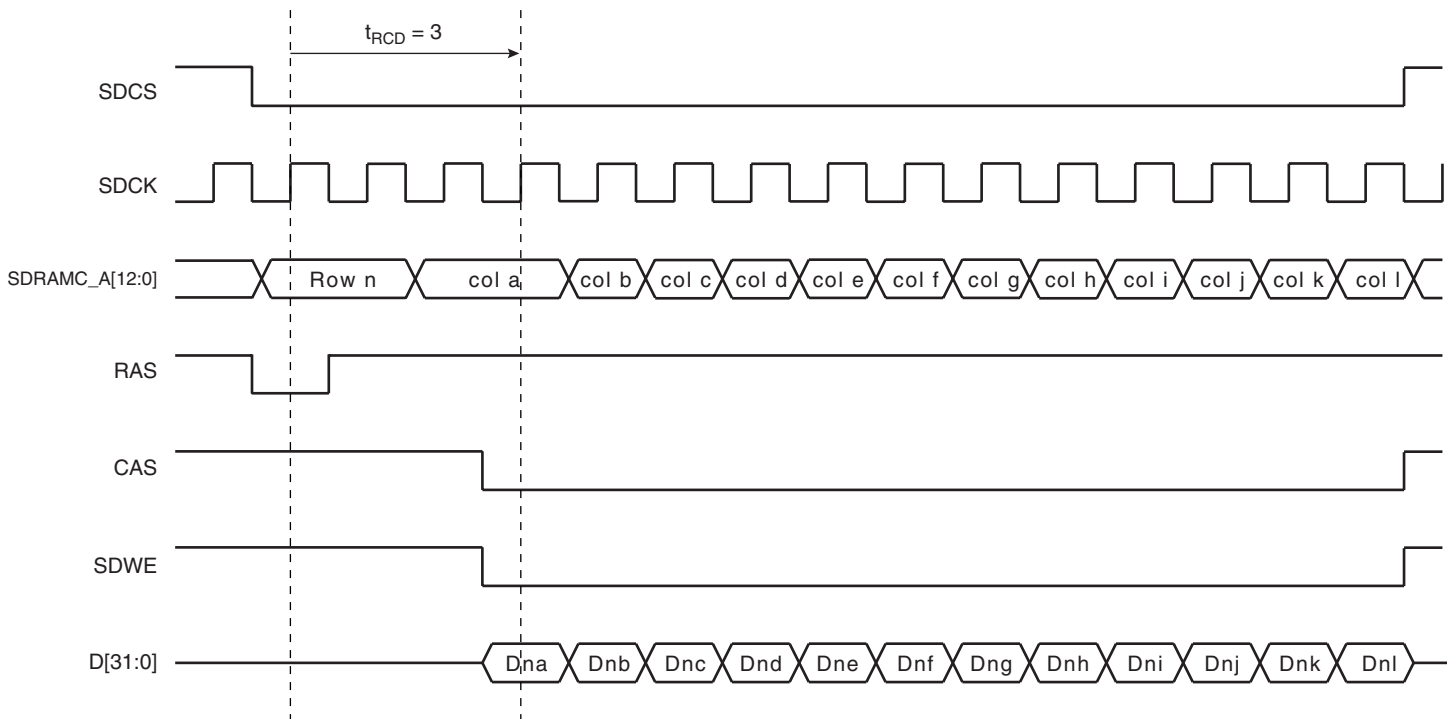 tRCD = 3
SDCS
SDCK
SDRAMC_A[12:0] Row n col a col b col c col d col e col f col g col h col i col j col k col l
RAS
CAS
SDWE
D[31:0] Dna Dnb Dnc Dnd Dne Dnf Dng Dnh Dni Dnj Dnk Dnl